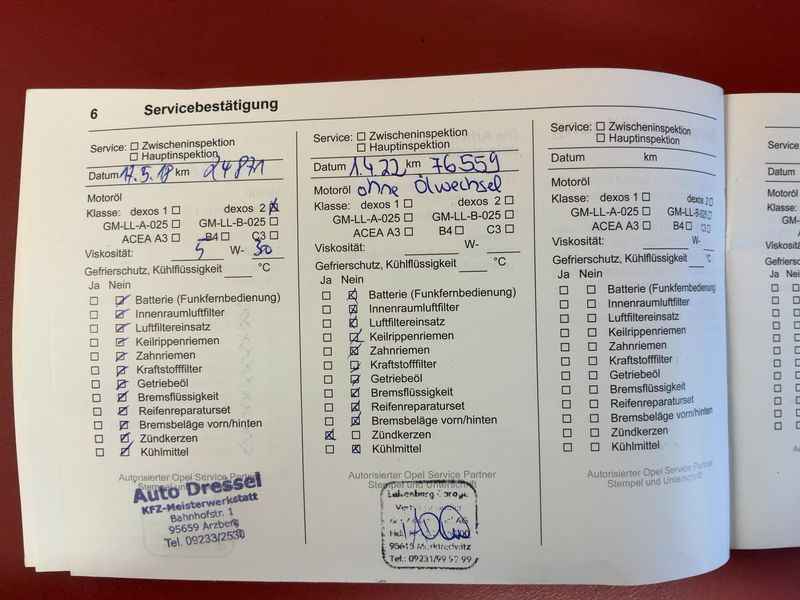 6 Servicebestätigung
Service: Zwischeninspektion
Hauptinspektion
Datum 17.5.18 km 24871
Motoröl
Klasse: dexos 1 dexos 2
GM-LL-A-025 GM-LL-B-025
ACEA A3 B4 C3
Viskosität: 5 W- 30
Gefrierschutz, Kühlflüssigkeit °C
Ja Nein
Batterie (Funkfernbedienung)
Innenraumluftfilter
Luftfiltereinsatz
Keilrippenriemen
Zahnriemen
Kraftstofffilter
Getriebeöl
Bremsflüssigkeit
Reifenreparaturset
Bremsbeläge vorn/hinten
Zündkerzen
Kühlmittel
Autorisierter Opel Service Partner
Stempel und
Auto Dressel
KFZ-Meisterwerkstatt
Bahnhofstr. 1
95659 Arzberg
Tel. 09233/2530
Service: Zwischeninspektion
Hauptinspektion
Datum 1.4.22 km 76559
Motoröl ohne Ölwechsel
Klasse: dexos 1 dexos 2
GM-LL-A-025 GM-LL-B-025
ACEA A3 B4 C3
Viskosität: W-
Gefrierschutz, Kühlflüssigkeit °C
Ja Nein
Batterie (Funkfernbedienung)
Innenraumluftfilter
Luftfiltereinsatz
Keilrippenriemen
Zahnriemen
Kraftstofffilter
Getriebeöl
Bremsflüssigkeit
Reifenreparaturset
Bremsbeläge vorn/hinten
Zündkerzen
Kühlmittel
Autorisierter Opel Service Partner
Stempel und Unterschrift
95615 Marktredwitz
Tel.: 09231/99 57 99
Service: Zwischeninspektion
Hauptinspektion
Datum km
Motoröl
Klasse: dexos 1 dexos 2
GM-LL-A-025 GM-LL-B-025
ACEA A3 B4 C3
Viskosität: W-
Gefrierschutz, Kühlflüssigkeit °C
Ja Nein
Batterie (Funkfernbedienung)
Innenraumluftfilter
Luftfiltereinsatz
Keilrippenriemen
Zahnriemen
Kraftstofffilter
Getriebeöl
Bremsflüssigkeit
Reifenreparaturset
Bremsbeläge vorn/hinten
Zündkerzen
Kühlmittel
Autorisierter Opel Service Partner
Stempel und Unterschrift
Service:
Datum
Motoröl
Klasse:
Ja